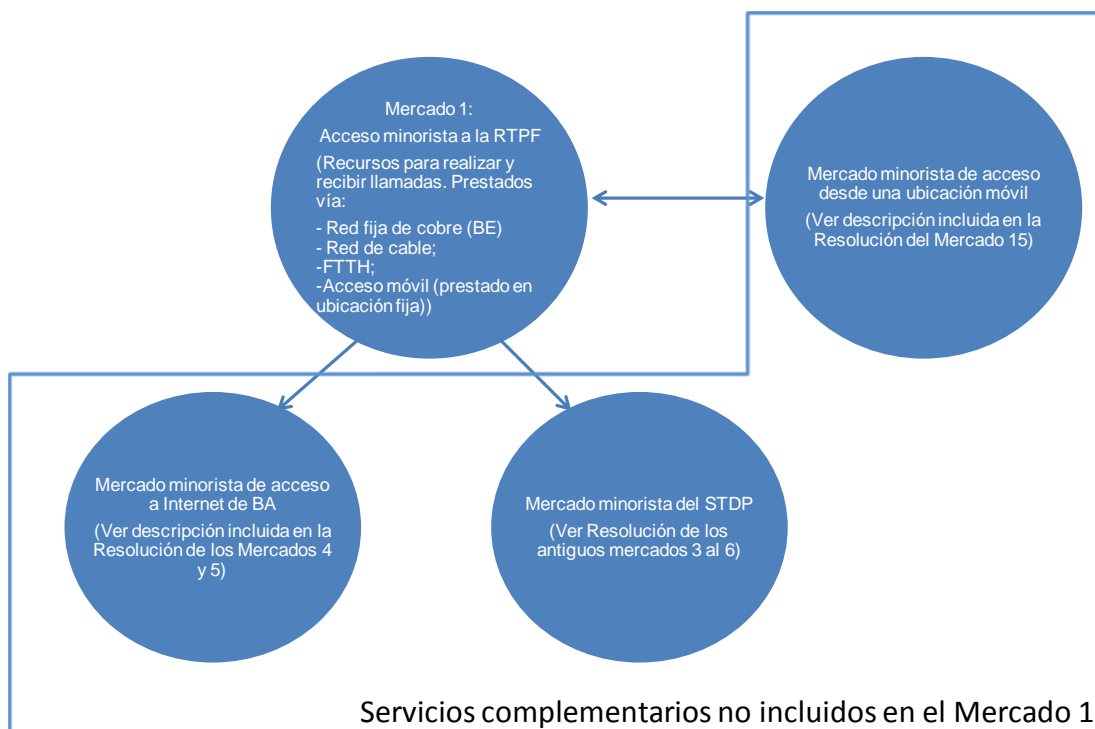 Mercado 1:
Acceso minorista a la RTPF
(Recursos para realizar y
recibir llamadas. Prestados
vía:
- Red fija de cobre (BE)
- Red de cable;
-FTTH;
-Acceso móvil (prestado en
ubicación fija))
Mercado minorista de acceso
desde una ubicación móvil
(Ver descripción incluida en la
Resolución del Mercado 15)
Mercado minorista de acceso
a Internet de BA
(Ver descripción incluida en la
Resolución de los Mercados 4
y 5)
Mercado minorista del STDP
(Ver Resolución de los
antiguos mercados 3 al 6)
Servicios complementarios no incluidos en el Mercado 1